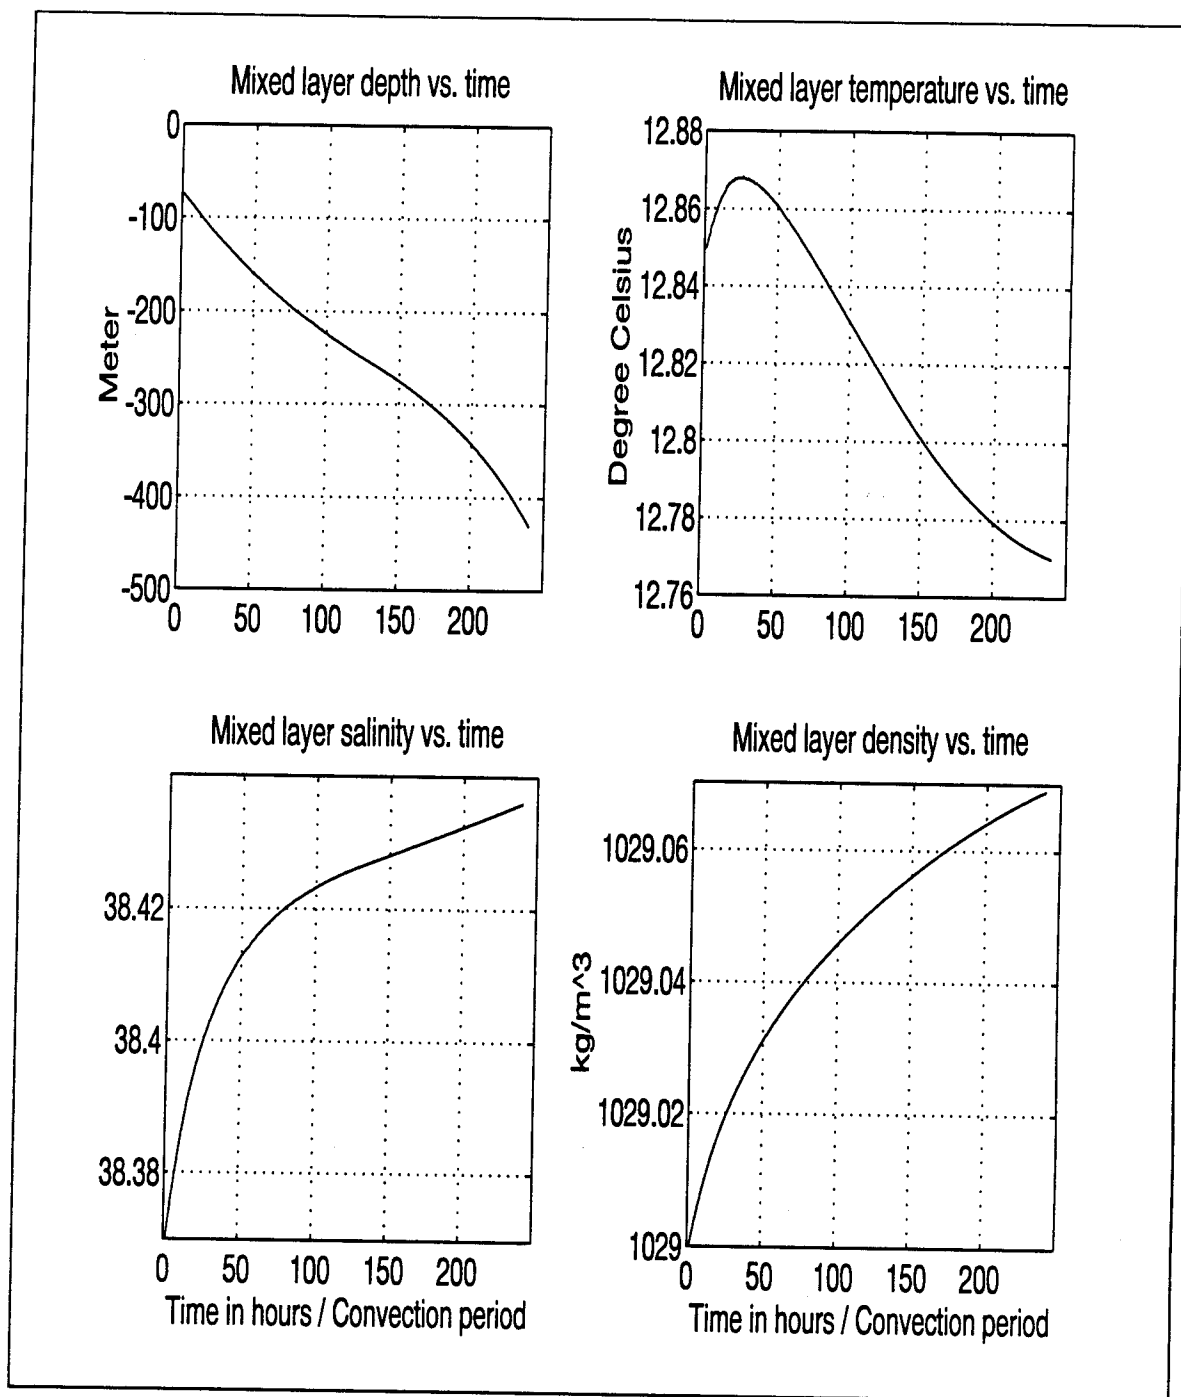 Mixed layer depth vs. time
0
-100
-200
-300
-400
-500
Meter
0 50 100 150 200
Mixed layer temperature vs. time
12.88
12.86
12.84
12.82
12.8
12.78
12.76
Degree Celsius
0 50 100 150 200
Mixed layer salinity vs. time
38.42
38.4
38.38
0 50 100 150 200
Time in hours / Convection period
Mixed layer density vs. time
1029.06
1029.04
1029.02
1029
kg/m^3
0 50 100 150 200
Time in hours / Convection period